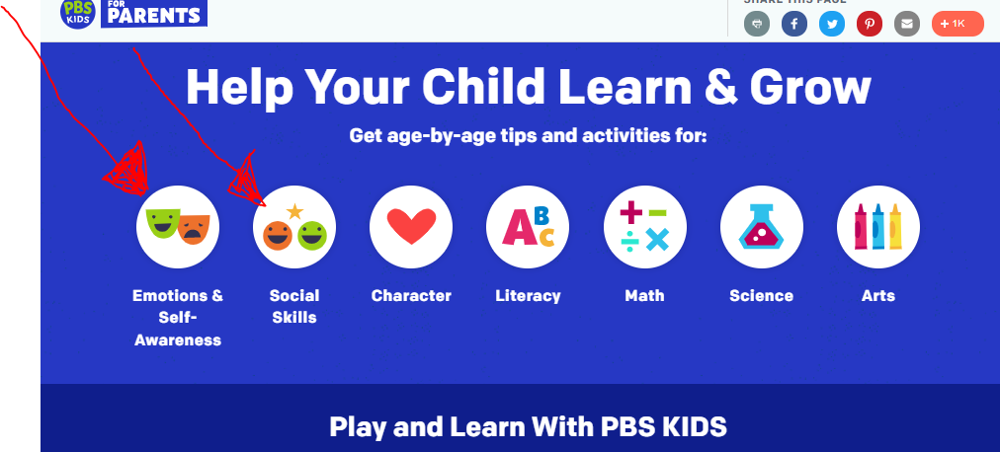 PBS
KIDS
FOR
PARENTS
SHARE THIS PAGE
1K
Help Your Child Learn & Grow
Get age-by-age tips and activities for:
A B C
Emotions &
Self-
Awareness
Social
Skills
Character
Literacy
Math
Science
Arts
Play and Learn With PBS KIDS